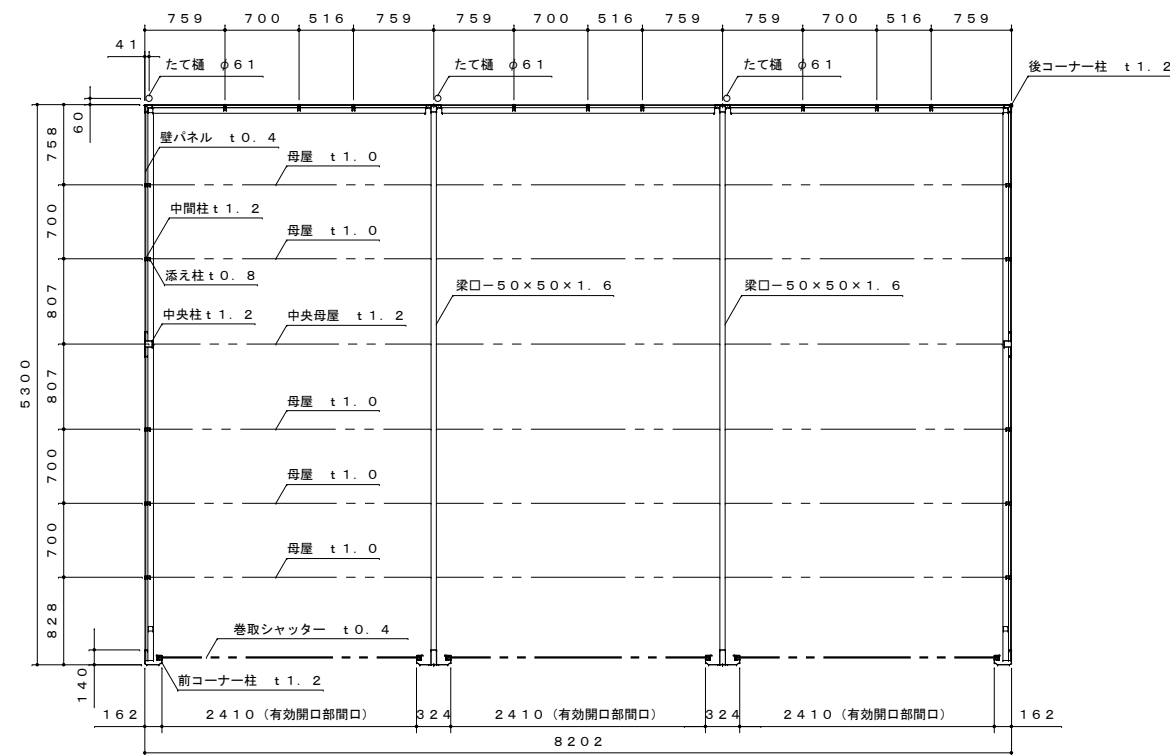 759 700 516 759 759 700 516 759 759 700 516 759
41
たて樋 φ61 たて樋 φ61 たて樋 φ61 後コーナー柱 t1.2
60
758
壁パネル t0.4
母屋 t1.0
700
中間柱t1.2
母屋 t1.0
添え柱t0.8
807
梁口-50×50×1.6 梁口-50×50×1.6
中央柱t1.2 中央母屋 t1.2
5300
807
母屋 t1.0
700
母屋 t1.0
700
母屋 t1.0
828
巻取シャッター t0.4
140
前コーナー柱 t1.2
162 2410(有効開口部間口) 324 2410(有効開口部間口) 324 2410(有効開口部間口) 162
8202